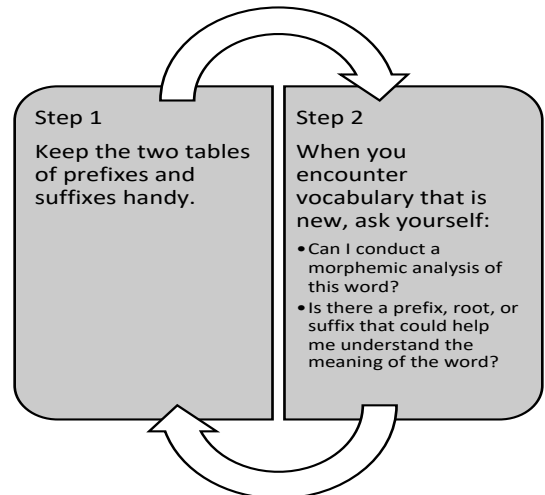 Step 1
Keep the two tables
of prefixes and
suffixes handy.
Step 2
When you
encounter
vocabulary that is
new, ask yourself:
•Can I conduct a
morphemic analysis of
this word?
•Is there a prefix, root, or
suffix that could help
me understand the
meaning of the word?